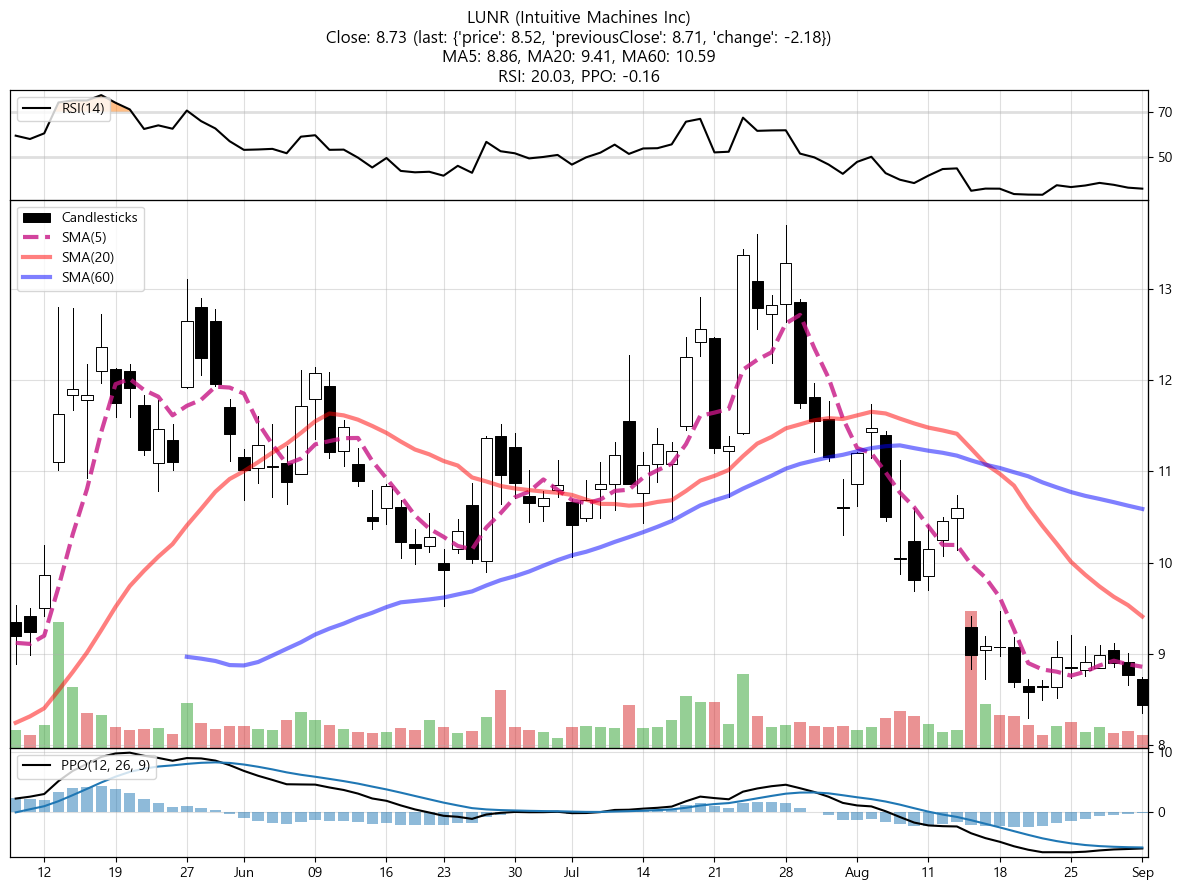 LUNR (Intuitive Machines Inc)
Close: 8.73 (last: {'price': 8.52, 'previousClose': 8.71, 'change': -2.18})
MA5: 8.86, MA20: 9.41, MA60: 10.59
RSI: 20.03, PPO: -0.16
RSI(14)
70
50
Candlesticks
SMA(5)
SMA(20)
SMA(60)
13
12
11
10
9
8
PPO(12, 26, 9)
10
0
12 19 27 Jun 09 16 23 30 Jul 14 21 28 Aug 11 18 25 Sep